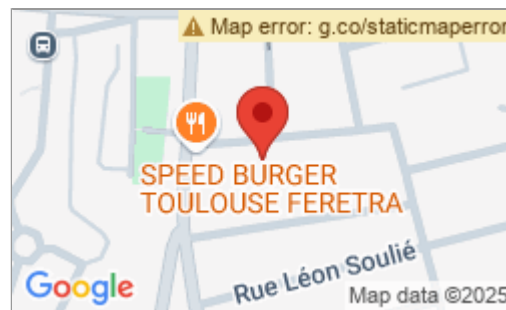 Map error: g.co/staticmaperror
SPEED BURGER
TOULOUSE FERETRA
Rue Léon Soulié
Google
Map data ©2025